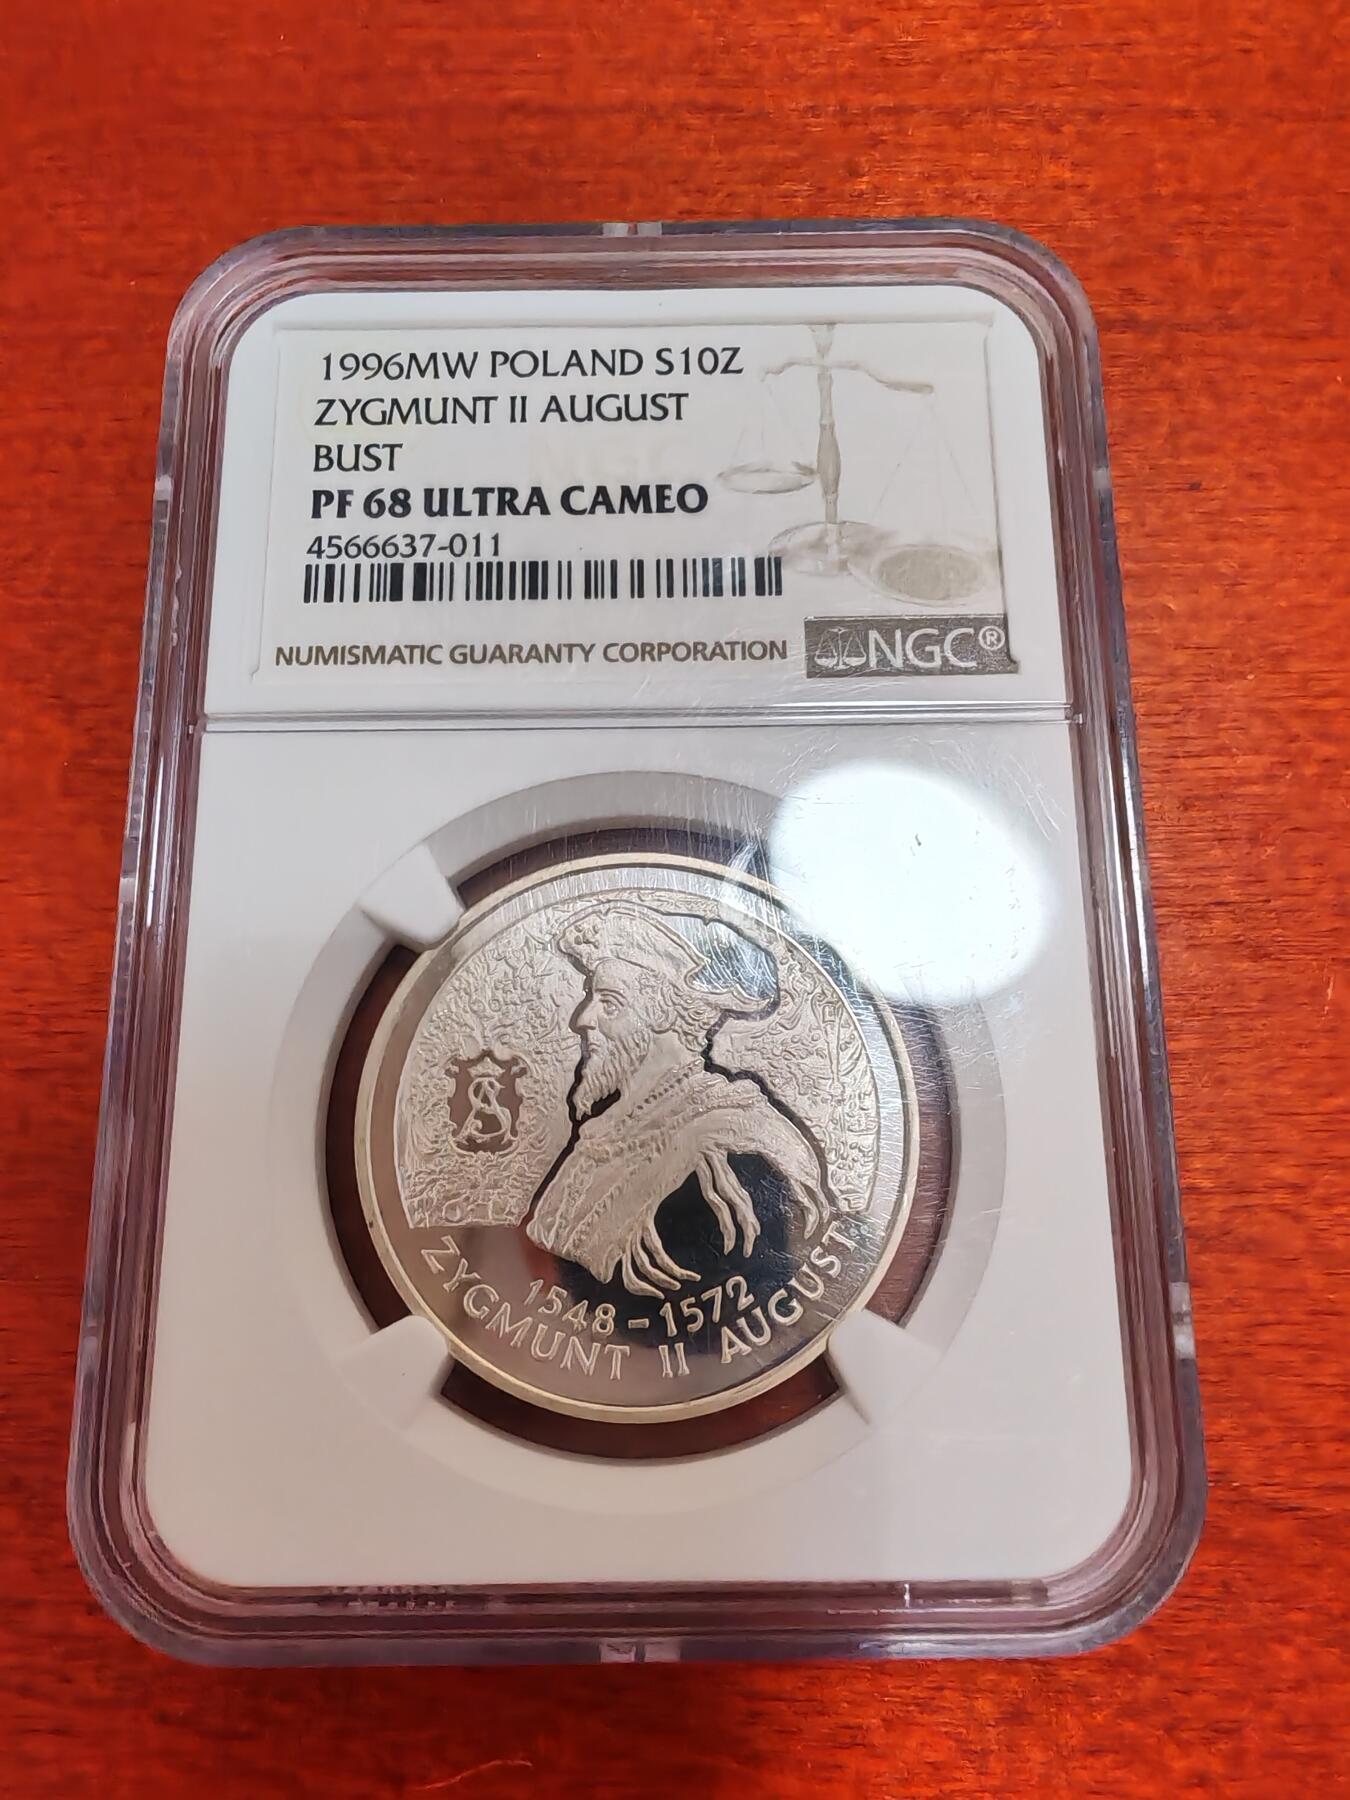 1996MW POLAND S10Z
ZYGMUNT II AUGUST
BUST
PF 68 ULTRA CAMEO
4566637-011
NUMISMATIC GUARANTY CORPORATION
NGC®
SA
1548-1572
ZYGMUNT II AUGUST